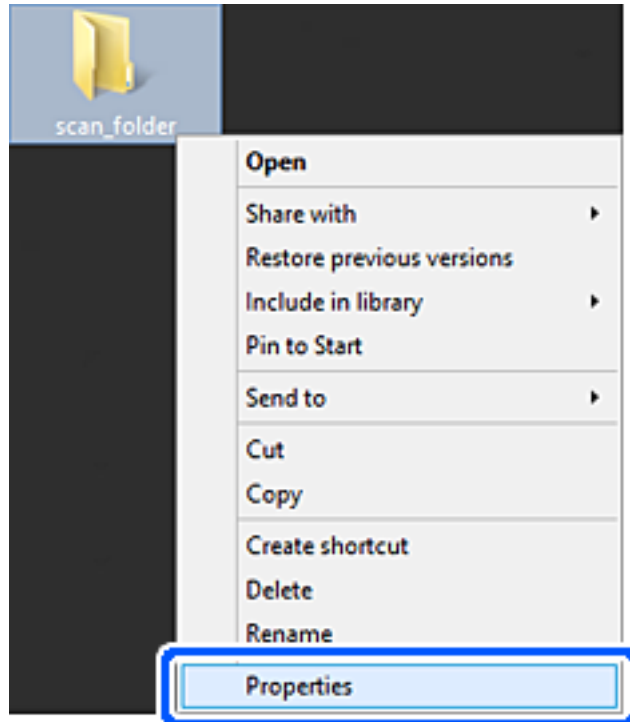 scan_folder
Open
Share with
Restore previous versions
Include in library
Pin to Start
Send to
Cut
Copy
Create shortcut
Delete
Rename
Properties